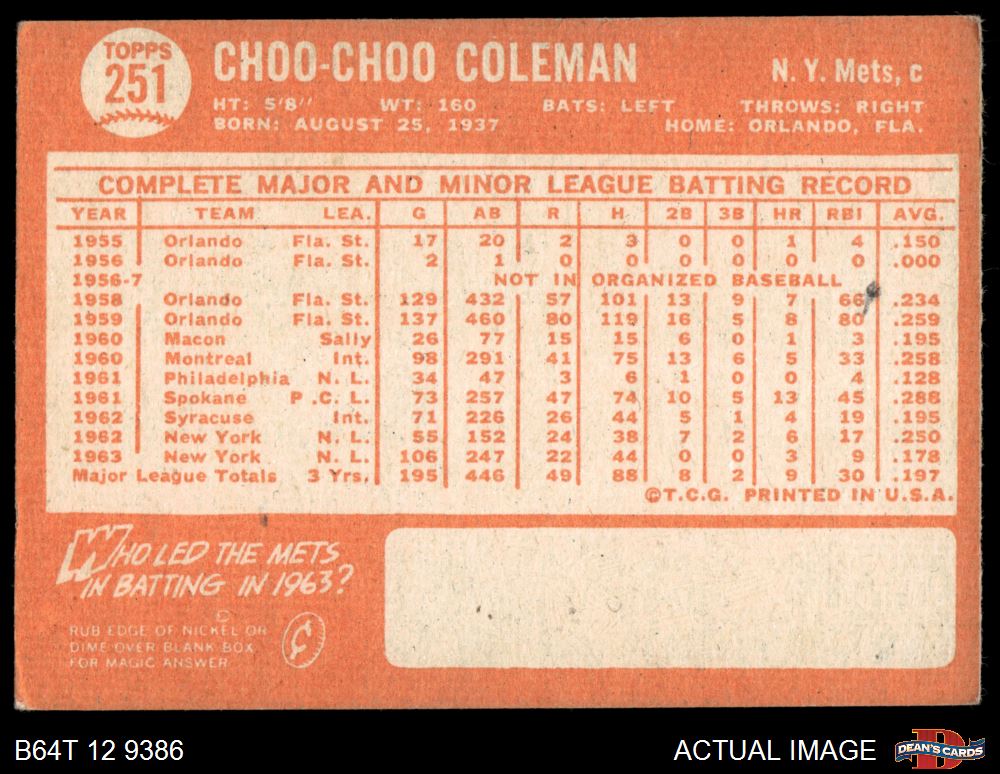 TOPPS
251
CHOO-CHOO COLEMAN
N. Y. Mets, c
HT: 5'8" WT: 160 BATS: LEFT THROWS: RIGHT
BORN: AUGUST 25, 1937 HOME: ORLANDO, FLA.
COMPLETE MAJOR AND MINOR LEAGUE BATTING RECORD
YEAR TEAM LEA. G AB R H 2B 3B HR RBI AVG.
1955 Orlando Fla. St. 17 20 2 3 0 0 1 4 .150
1956 Orlando Fla. St. 2 1 0 0 0 0 0 0 .000
1956-7 NOT IN ORGANIZED BASEBALL
1958 Orlando Fla. St. 129 432 57 101 13 9 7 66 .234
1959 Orlando Fla. St. 137 460 80 119 16 5 8 80 .259
1960 Macon Sally 26 77 15 15 6 0 1 3 .195
1960 Montreal Int. 98 291 41 75 13 6 5 33 .258
1961 Philadelphia N. L. 34 47 3 6 1 0 0 4 .128
1961 Spokane P .C. L. 73 257 47 74 10 5 13 45 .288
1962 Syracuse Int. 71 226 26 44 5 1 4 19 .195
1962 New York N. L. 55 152 24 38 7 2 6 17 .250
1963 New York N. L. 106 247 22 44 0 0 3 9 .178
Major League Totals 3 Yrs. 195 446 49 88 8 2 9 30 .197
©T.C.G. PRINTED IN U.S.A.
WHO LED THE METS
IN BATTING IN 1963?
RUB EDGE OF NICKEL OR
DIME OVER BLANK BOX
FOR MAGIC ANSWER
¢
B64T 12 9386
ACTUAL IMAGE
D
DEAN'S CARDS